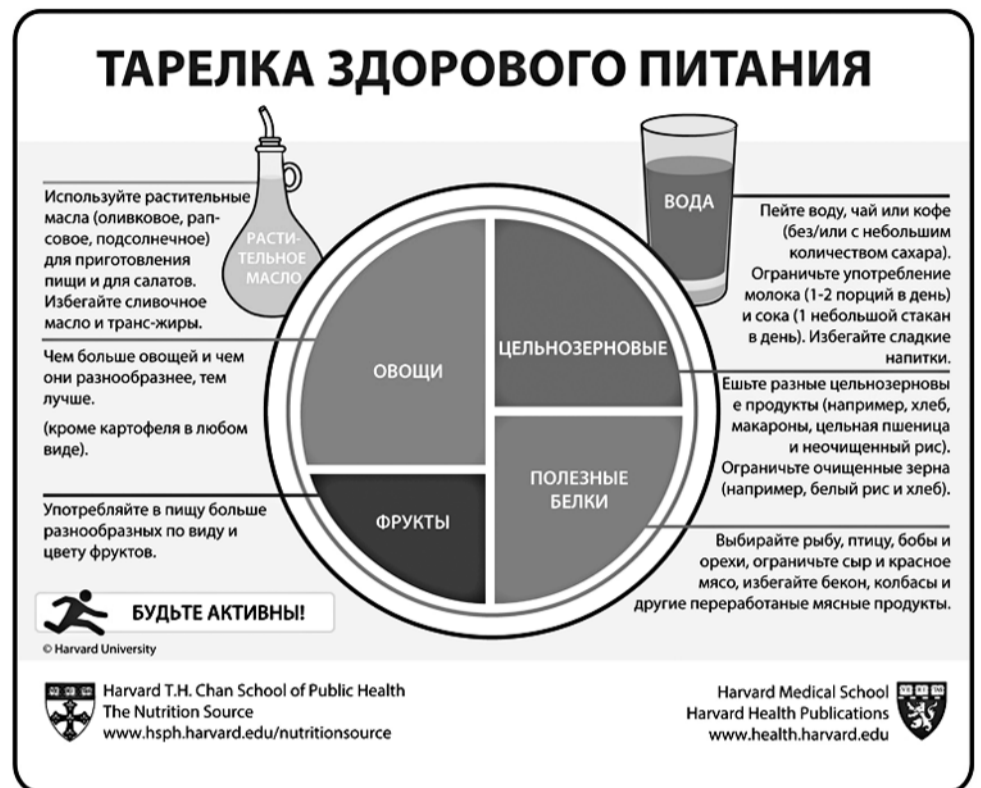 ТАРЕЛКА ЗДОРОВОГО ПИТАНИЯ
Используйте растительные
масла (оливковое, рап-
совое, подсолнечное)
для приготовления
пищи и для салатов.
Избегайте сливочное
масло и транс-жиры.
РАСТИ-
ТЕЛЬНОЕ
МАСЛО
Чем больше овощей и чем
они разнообразнее, тем
лучше.
(кроме картофеля в любом
виде).
Употребляйте в пищу больше
разнообразных по виду и
цвету фруктов.
ОВОЩИ
ФРУКТЫ
ЦЕЛЬНОЗЕРНОВЫЕ
ПОЛЕЗНЫЕ
БЕЛКИ
ВОДА
Пейте воду, чай или кофе
(без/или с небольшим
количеством сахара).
Ограничьте употребление
молока (1-2 порций в день)
и сока (1 небольшой стакан
в день). Избегайте сладкие
напитки.
Ешьте разные цельнозерновы
е продукты (например, хлеб,
макароны, цельная пшеница
и неочищенный рис).
Ограничьте очищенные зерна
(например, белый рис и хлеб).
Выбирайте рыбу, птицу, бобы и
орехи, ограничьте сыр и красное
мясо, избегайте бекон, колбасы и
другие переработаные мясные продукты.
БУДЬТЕ АКТИВНЫ!
© Harvard University
Harvard T.H. Chan School of Public Health
The Nutrition Source
www.hsph.harvard.edu/nutritionsource
Harvard Medical School
Harvard Health Publications
www.health.harvard.edu